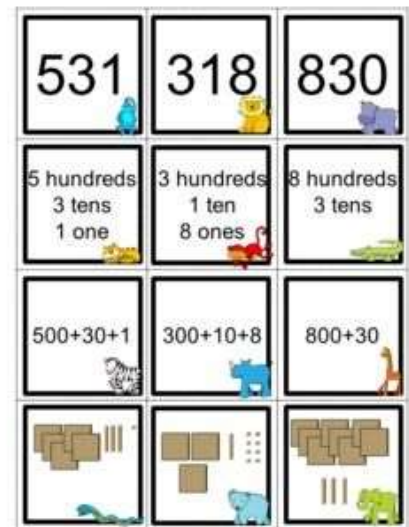 531
318
830
5 hundreds
3 tens
1 one
3 hundreds
1 ten
8 ones
8 hundreds
3 tens
500+30+1
300+10+8
800+30